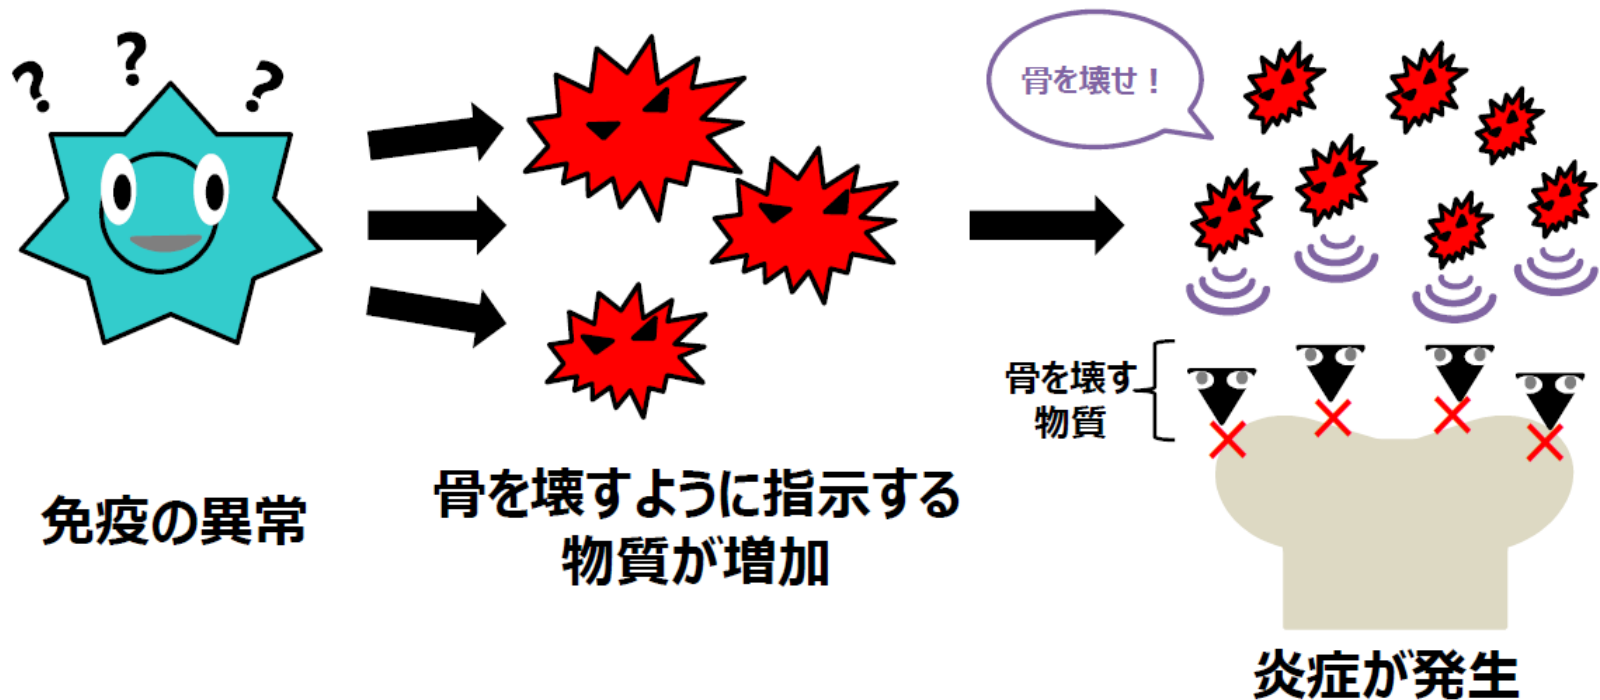 ? ? ?
骨を壊せ！
骨を壊す
物質
免疫の異常
骨を壊すように指示する
物質が増加
炎症が発生